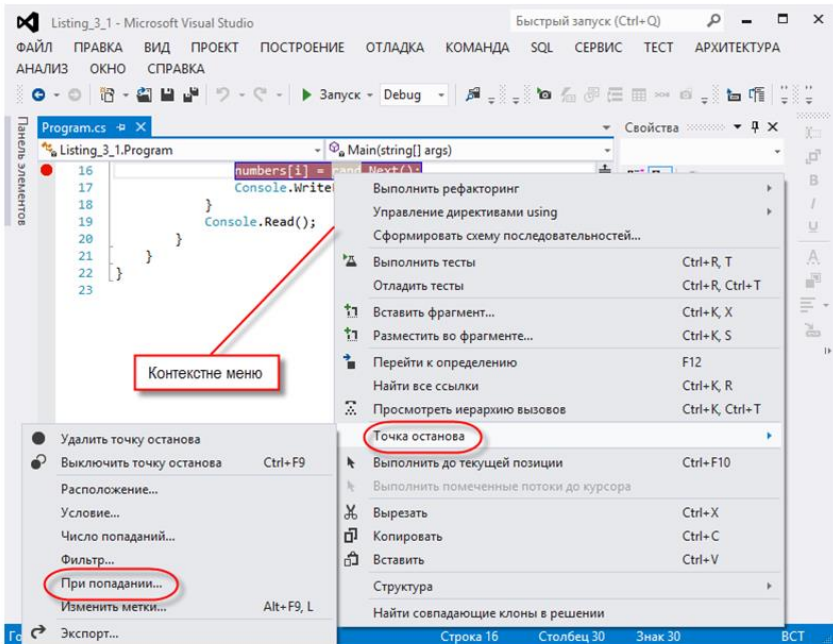 Listing_3_1 - Microsoft Visual Studio
Быстрый запуск (Ctrl+Q)
ФАЙЛ ПРАВКА ВИД ПРОЕКТ ПОСТРОЕНИЕ ОТЛАДКА КОМАНДА SQL СЕРВИС ТЕСТ АРХИТЕКТУРА
АНАЛИЗ ОКНО СПРАВКА
Запуск Debug
Панель элементов
Program.cs
Свойства
Listing_3_1.Program
Main(string[] args)
16 numbers[i] = rand.Next();
17 Console.Write
18 }
19 Console.Read();
20 }
21 }
22 }
23
Контекстне меню
Выполнить рефакторинг
Управление директивами using
Сформировать схему последовательностей...
Выполнить тесты Ctrl+R, T
Отладить тесты Ctrl+R, Ctrl+T
Вставить фрагмент... Ctrl+K, X
Разместить во фрагменте... Ctrl+K, S
Перейти к определению F12
Найти все ссылки Ctrl+K, R
Просмотреть иерархию вызовов Ctrl+K, Ctrl+T
Точка останова
Выполнить до текущей позиции Ctrl+F10
Выполнить помеченные потоки до курсора
Вырезать Ctrl+X
Копировать Ctrl+C
Вставить Ctrl+V
Структура
Найти совпадающие клоны в решении
Удалить точку останова
Выключить точку останова Ctrl+F9
Расположение...
Условие...
Число попаданий...
Фильтр...
При попадании...
Изменить метки... Alt+F9, L
Экспорт...
Строка 16 Столбец 30 Знак 30 ВСТ